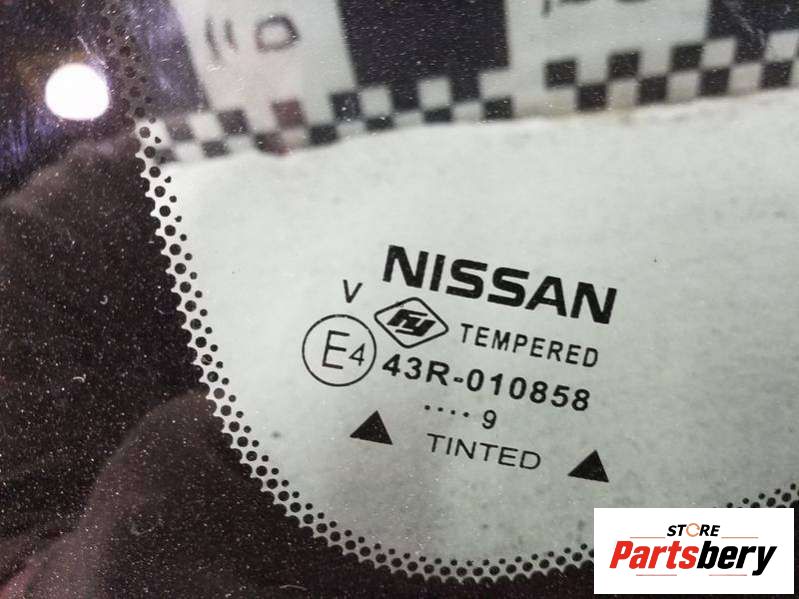 NISSAN
V
TEMPERED
E4
43R-010858
.... 9
TINTED
STORE
Partsbery